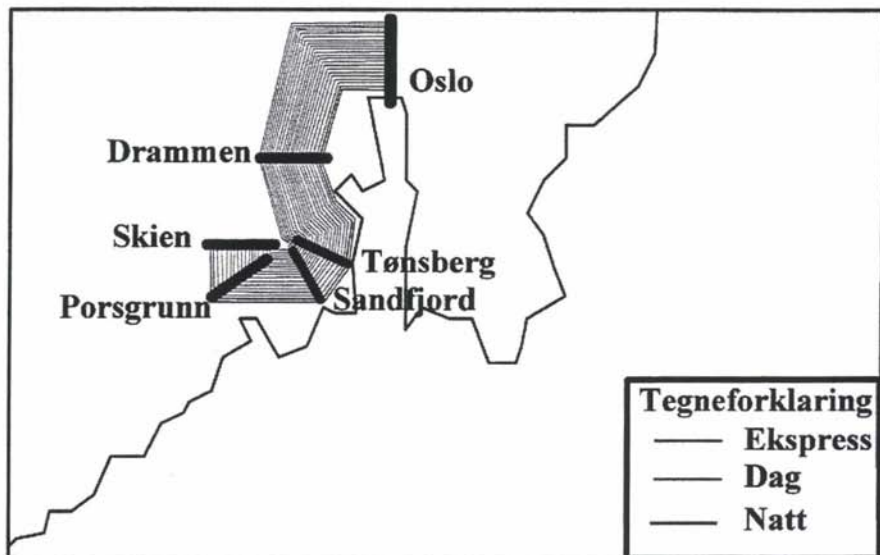 Oslo
Drammen
Skien
Tønsberg
Porsgrunn
Sandfjord
Tegneforklaring
Ekspress
Dag
Natt